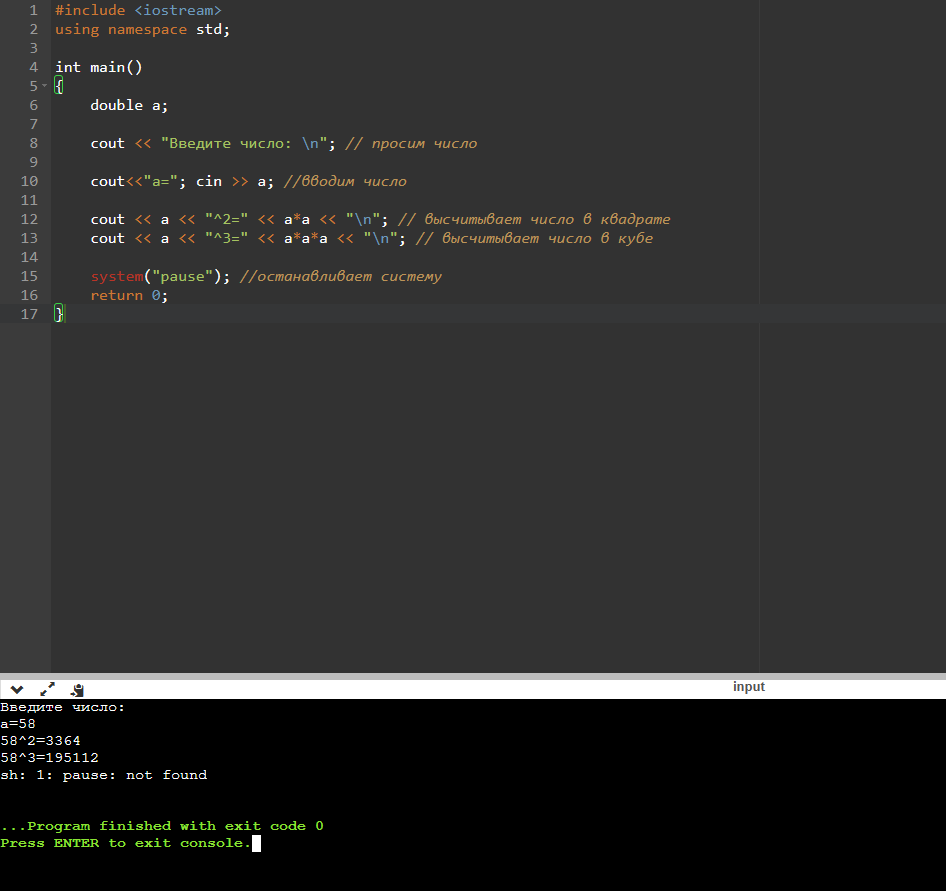 1 #include <iostream>
2 using namespace std;
3
4 int main()
5 {
6 double a;
7
8 cout << "Введите число: \n"; // просим число
9
10 cout<<"a="; cin >> a; //вводим число
11
12 cout << a << "^2=" << a*a << "\n"; // высчитывает число в квадрате
13 cout << a << "^3=" << a*a*a << "\n"; // высчитывает число в кубе
14
15 system("pause"); //останавливает систему
16 return 0;
17 }
input
Введите число:
a=58
58^2=3364
58^3=195112
sh: 1: pause: not found
...Program finished with exit code 0
Press ENTER to exit console.